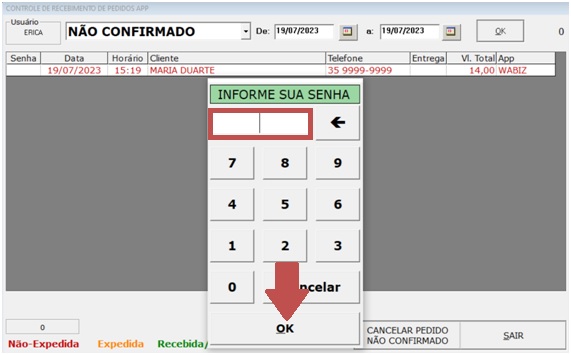 CONTROLE DE RECEBIMENTO DE PEDIDOS APP
Usuário
ERICA
NÃO CONFIRMADO
De: 19/07/2023 a: 19/07/2023 OK 0
Senha Data Horário Cliente Telefone Entrega Vl. Total App
19/07/2023 15:19 MARIA DUARTE 35 9999-9999 14,00 WABIZ
INFORME SUA SENHA
7 8 9
4 5 6
1 2 3
0
OK
0
Não-Expedida Expedida Recebida/
CANCELAR PEDIDO
NÃO CONFIRMADO
SAIR